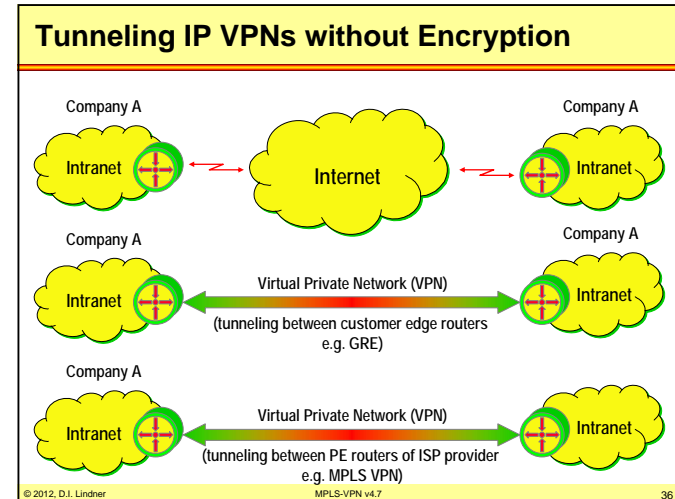 Tunneling IP VPNs without Encryption
Company A
Company A
Intranet
Internet
Intranet
Company A
Company A
Intranet
Virtual Private Network (VPN)
Intranet
(tunneling between customer edge routers
e.g. GRE)
Company A
Intranet
Virtual Private Network (VPN)
Intranet
(tunneling between PE routers of ISP provider
e.g. MPLS VPN)
© 2012, D.I. Lindner
MPLS-VPN v4.7
36